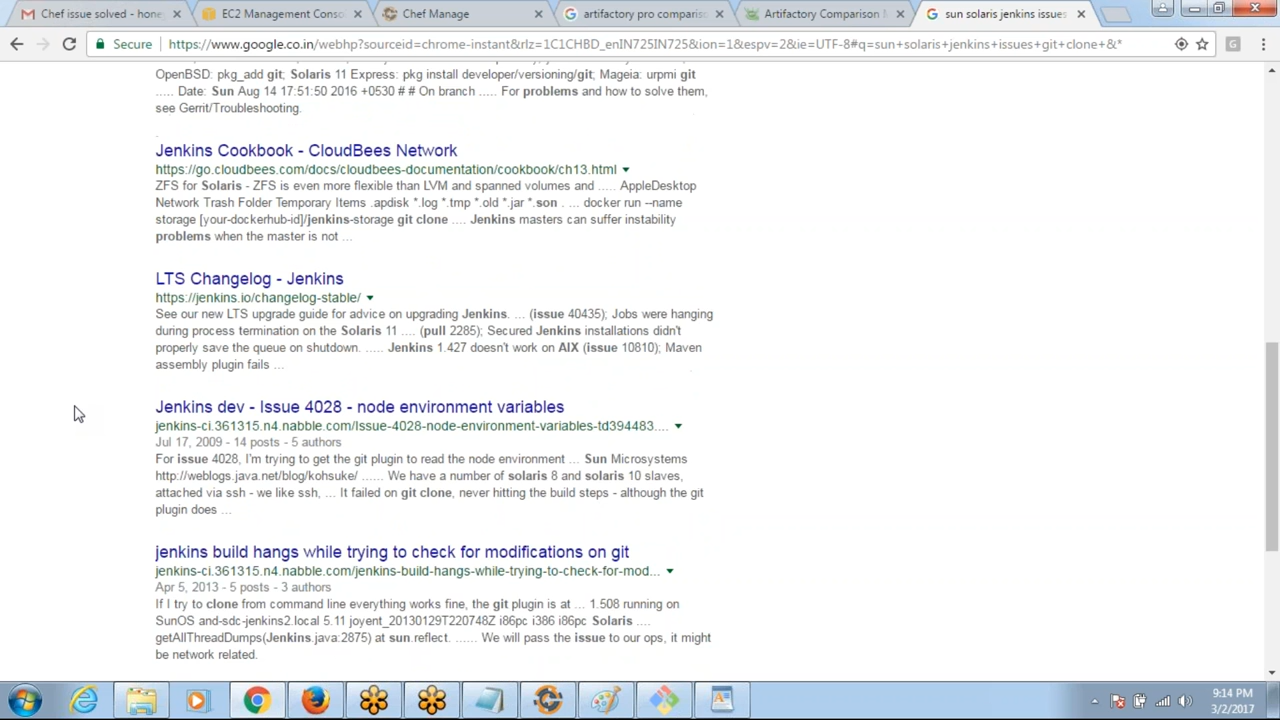 Chef issue solved - hone
EC2 Management Conso
Chef Manage
artifactory pro comparis
Artifactory Comparison M
sun solaris jenkins issues
Secure
https://www.google.co.in/webhp?sourceid=chrome-instant&rlz=1C1CHBD_enIN725IN725&ion=1&espv=2&ie=UTF-8#q=sun+solaris+jenkins+issues+git+clone+&*
OpenBSD: pkg_add git; Solaris 11 Express: pkg install developer/versioning/git; Mageia: urpmi git
..... Date: Sun Aug 14 17:51:50 2016 +0530 # # On branch ..... For problems and how to solve them,
see Gerrit/Troubleshooting.
Jenkins Cookbook - CloudBees Network
https://go.cloudbees.com/docs/cloudbees-documentation/cookbook/ch13.html
ZFS for Solaris - ZFS is even more flexible than LVM and spanned volumes and ..... AppleDesktop
Network Trash Folder Temporary Items .apdisk *.log *.tmp *.old *.jar *.son . ... docker run --name
storage [your-dockerhub-id]/jenkins-storage git clone .... Jenkins masters can suffer instability
problems when the master is not ...
LTS Changelog - Jenkins
https://jenkins.io/changelog-stable/
See our new LTS upgrade guide for advice on upgrading Jenkins. ... (issue 40435); Jobs were hanging
during process termination on the Solaris 11 .... (pull 2285); Secured Jenkins installations didn't
properly save the queue on shutdown. ..... Jenkins 1.427 doesn't work on AIX (issue 10810); Maven
assembly plugin fails ...
Jenkins dev - Issue 4028 - node environment variables
jenkins-ci.361315.n4.nabble.com/Issue-4028-node-environment-variables-td394483....
Jul 17, 2009 - 14 posts - 5 authors
For issue 4028, I'm trying to get the git plugin to read the node environment ... Sun Microsystems
http://weblogs.java.net/blog/kohsuke/ ...... We have a number of solaris 8 and solaris 10 slaves,
attached via ssh - we like ssh, ... It failed on git clone, never hitting the build steps - although the git
plugin does ...
jenkins build hangs while trying to check for modifications on git
jenkins-ci.361315.n4.nabble.com/jenkins-build-hangs-while-trying-to-check-for-mod...
Apr 5, 2013 - 5 posts - 3 authors
If I try to clone from command line everything works fine, the git plugin is at ... 1.508 running on
SunOS and-sdc-jenkins2.local 5.11 joyent_20130129T220748Z i86pc i386 i86pc Solaris ....
getAllThreadDumps(Jenkins.java:2875) at sun.reflect. ...... We will pass the issue to our ops, it might
be network related.
9:14 PM
3/2/2017